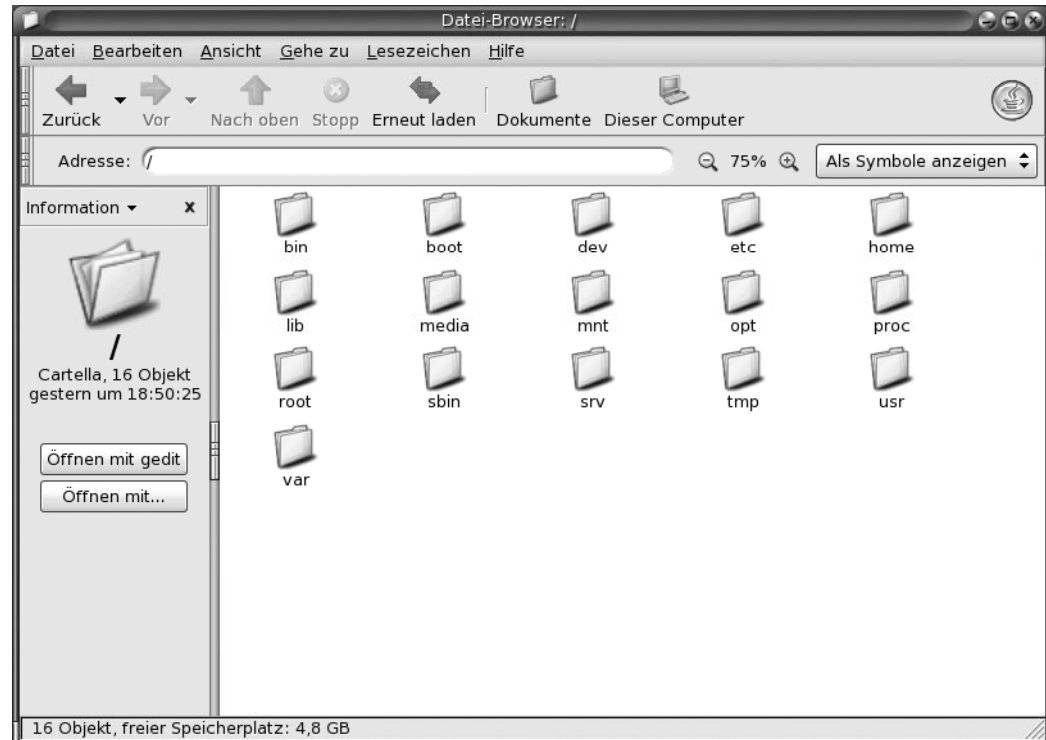 Datei-Browser: /
Datei Bearbeiten Ansicht Gehe zu Lesezeichen Hilfe
Zurück Vor Nach oben Stopp Erneut laden Dokumente Dieser Computer
Adresse: / 75% Als Symbole anzeigen
Information x
/
Cartella, 16 Objekt
gestern um 18:50:25
Öffnen mit gedit
Öffnen mit...
bin boot dev etc home
lib media mnt opt proc
root sbin srv tmp usr
var
16 Objekt, freier Speicherplatz: 4,8 GB